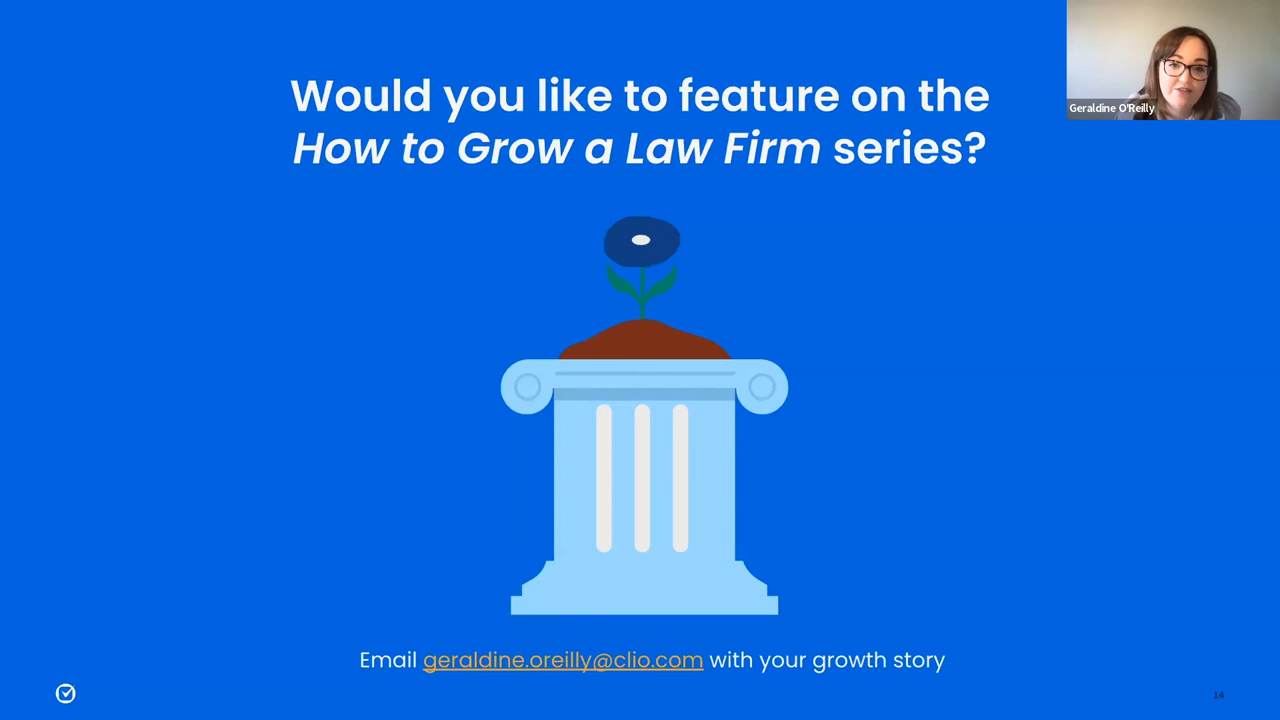 Would you like to feature on the
How to Grow a Law Firm series?
Geraldine O'Reilly
Email geraldine.oreilly@clio.com with your growth story
14